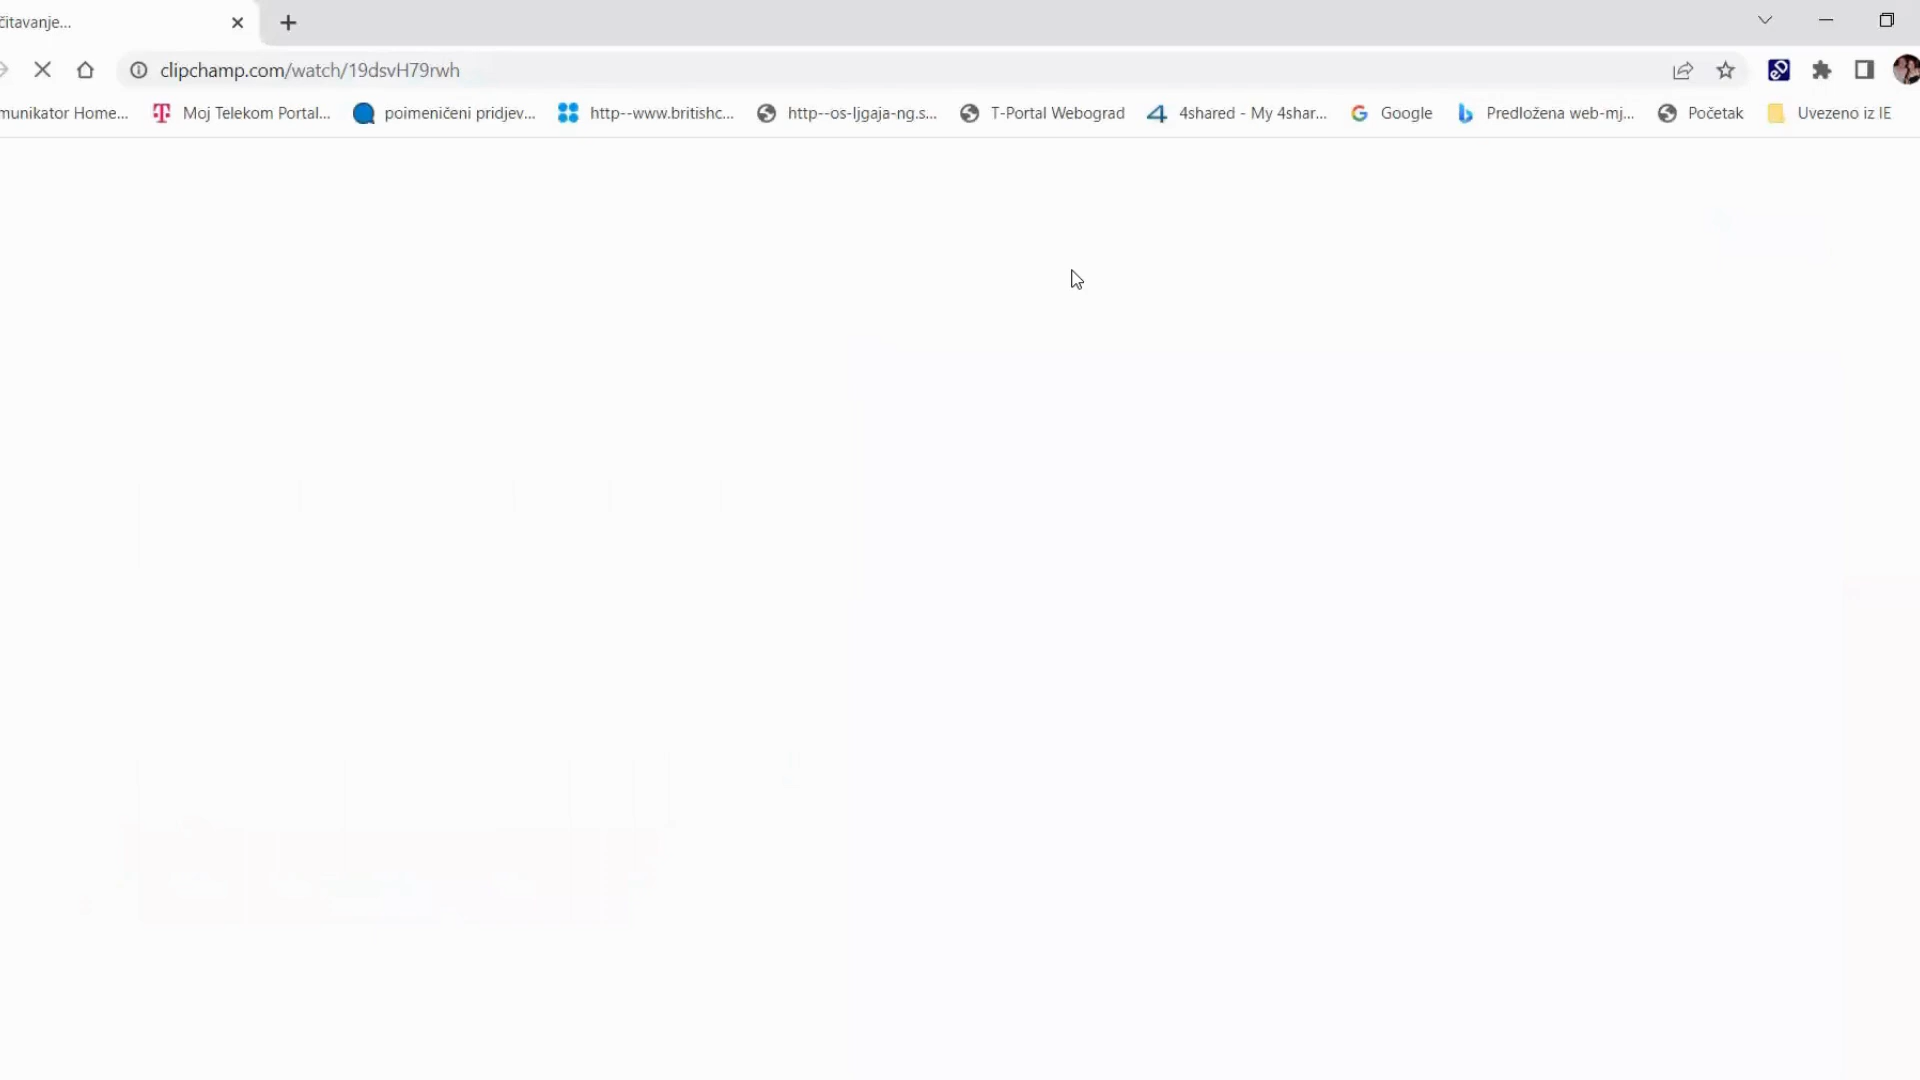 čitavanje...
clipchamp.com/watch/19dsvH79rwh
munikator Home... Moj Telekom Portal... poimeničeni pridjev... http--www.britishc... http--os-ljgaja-ng.s... T-Portal Webograd 4shared - My 4shar... Google Predložena web-mj... Početak Uvezeno iz IE